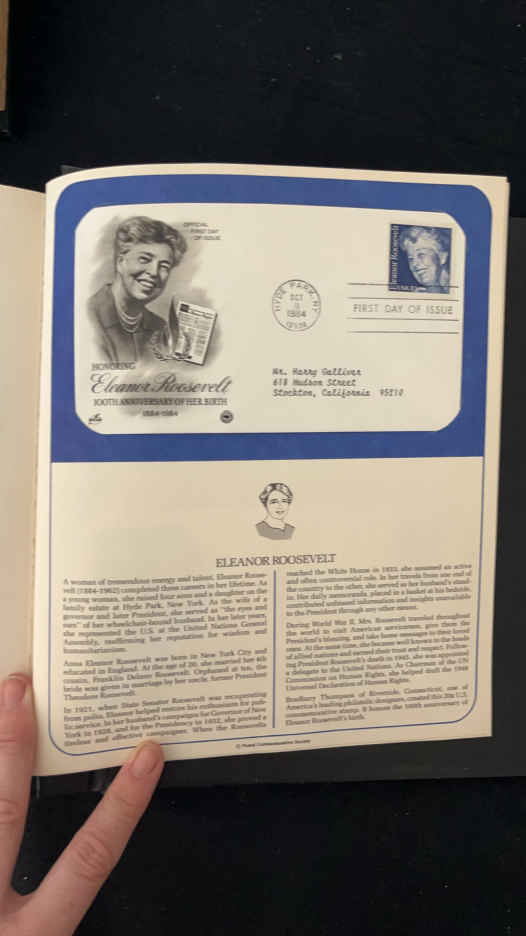 OFFICIAL
FIRST DAY
OF ISSUE
Eleanor Roosevelt
HYDE PARK, NY
OCT
11
1984
12538
FIRST DAY OF ISSUE
HONORING
Eleanor Roosevelt
100TH ANNIVERSARY OF HER BIRTH
1884-1984
Mr. Harry Galliver
618 Hudson Street
Stockton, California 95210
ELEANOR ROOSEVELT
A woman of tremendous energy and talent, Eleanor Roose-
velt (1884-1962) completed three careers in her lifetime. As
a young woman, she raised four sons and a daughter on the
family estate at Hyde Park, New York. As the wife of a
governor and later President, she served as "the eyes and
ears" of her wheelchair-bound husband. In her later years,
she represented the U.S. at the United Nations General
Assembly, reaffirming her reputation for wisdom and
humanitarianism.
Anna Eleanor Roosevelt was born in New York City and
educated in England. At the age of 20, she married her 4th
cousin, Franklin Delano Roosevelt. Orphaned at ten, the
bride was given in marriage by her uncle, former President
Theodore Roosevelt.
In 1921, when State Senator Roosevelt was recuperating
from polio, Eleanor helped restore his enthusiasm for pub-
lic service. In her husband's campaigns for Governor of New
York in 1928, and for the Presidency in 1932, she proved a
tireless and effective campaigner. When the Roosevelts
reached the White House in 1933, she assumed an active
and often controversial role. In her travels from one end of
the country to the other, she served as her husband's stand-
in. Her daily memoranda, placed in a basket at his bedside,
contributed unbiased information and insights unavailable
to the President through any other means.
During World War II, Mrs. Roosevelt traveled throughout
the world to visit American servicemen, give them the
President's blessing, and take home messages to their loved
ones. At the same time, she became well known to the heads
of allied nations and earned their trust and respect. Follow-
ing President Roosevelt's death in 1945, she was appointed
a delegate to the United Nations. As Chairman of the UN
Commission on Human Rights, she helped draft the 1948
Universal Declaration of Human Rights.
Bradbury Thompson of Riverside, Connecticut, one of
America's leading philatelic designers, created this 20¢ U.S.
commemorative stamp. It honors the 100th anniversary of
Eleanor Roosevelt's birth.
© Postal Commemorative Society